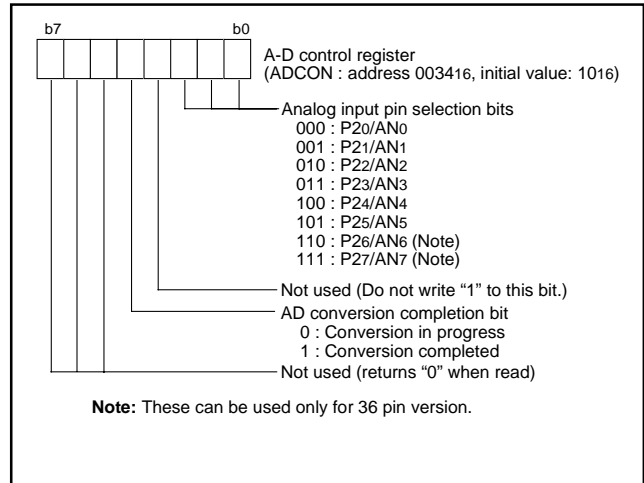 b7 b0
A-D control register
(ADCON : address 003416, initial value: 1016)
Analog input pin selection bits
000 : P20/AN0
001 : P21/AN1
010 : P22/AN2
011 : P23/AN3
100 : P24/AN4
101 : P25/AN5
110 : P26/AN6 (Note)
111 : P27/AN7 (Note)
Not used (Do not write “1” to this bit.)
AD conversion completion bit
0 : Conversion in progress
1 : Conversion completed
Not used (returns “0” when read)
Note: These can be used only for 36 pin version.